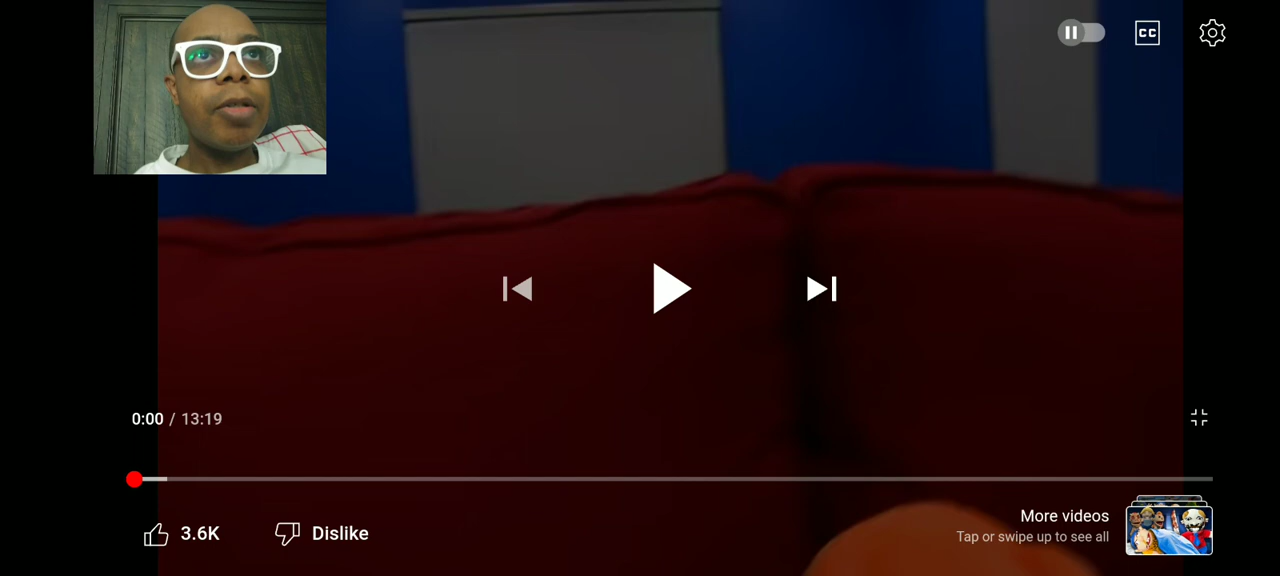 CC
0:00 / 13:19
3.6K
Dislike
More videos
Tap or swipe up to see all